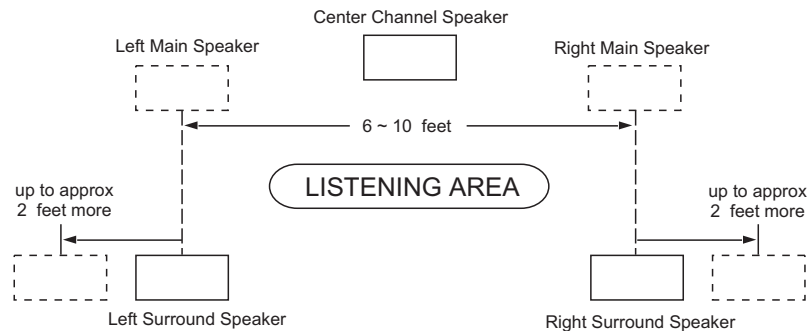 Center Channel Speaker
Left Main Speaker
Right Main Speaker
6 ~ 10 feet
LISTENING AREA
up to approx
2 feet more
up to approx
2 feet more
Left Surround Speaker
Right Surround Speaker